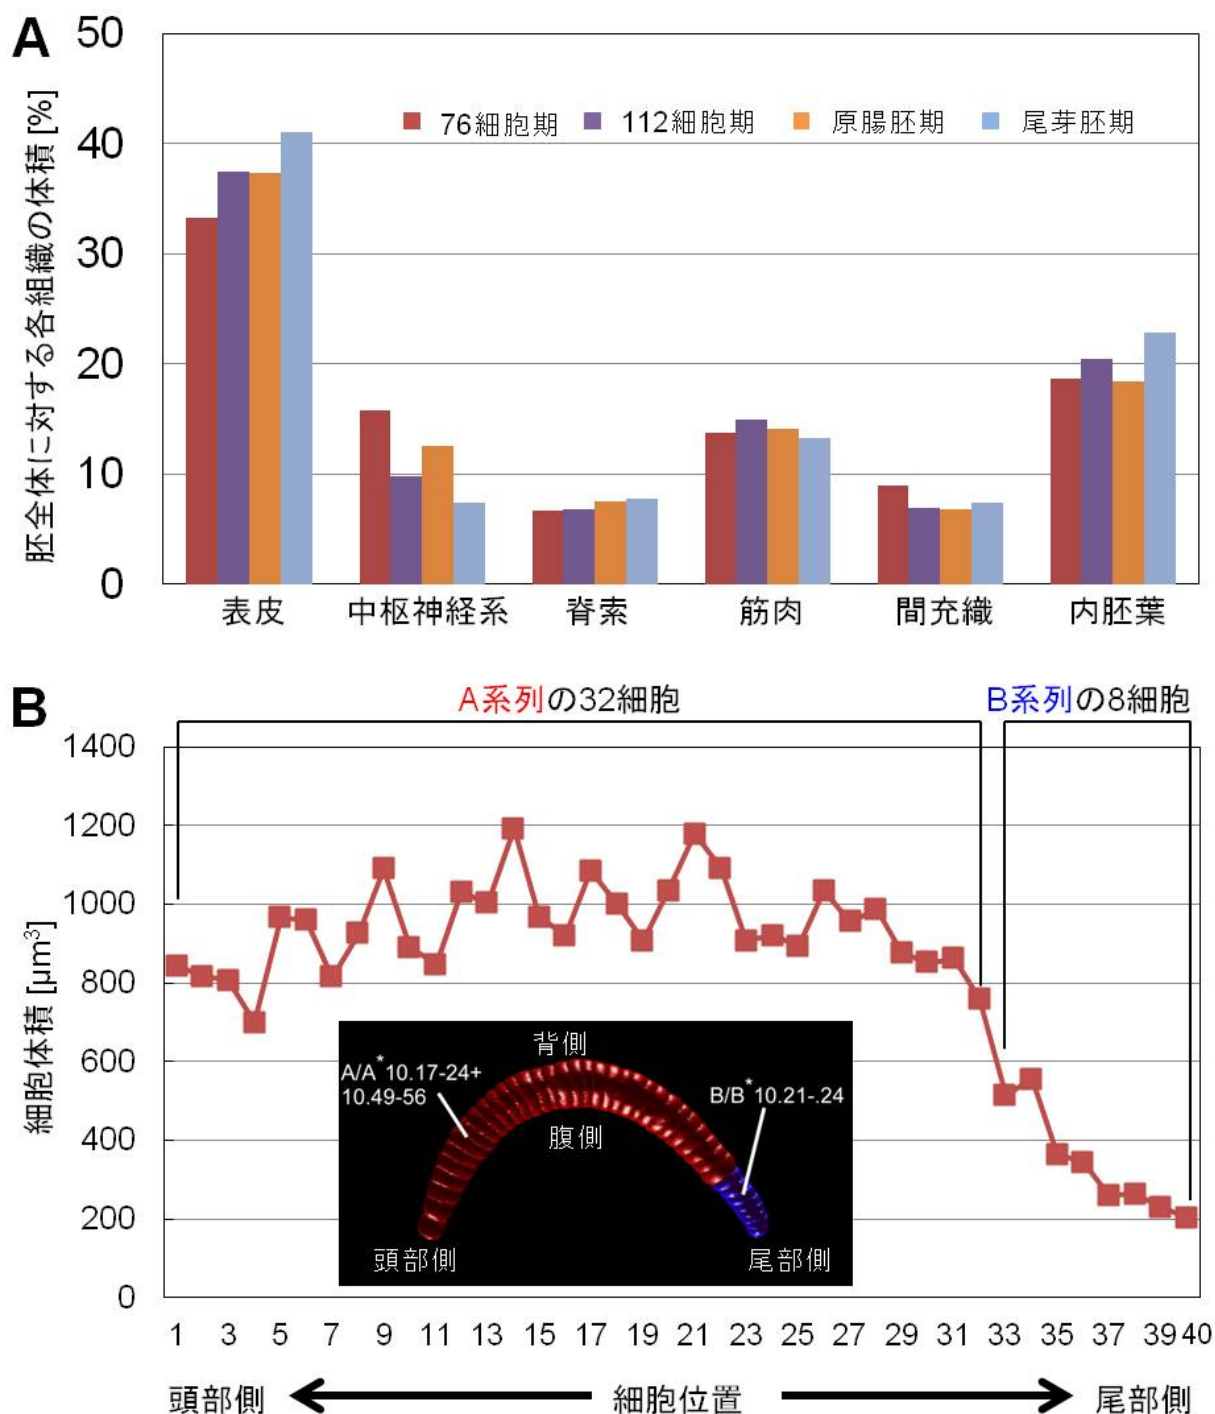 A
50
40
30
20
10
0
胚全体に対する各組織の体積 [%]
76細胞期 112細胞期 原腸胚期 尾芽胚期
表皮 中枢神経系 脊索 筋肉 間充織 内胚葉
B
A系列の32細胞 B系列の8細胞
1400
1200
1000
800
600
400
200
0
細胞体積 [μm³]
背側
A/A*10.17-24+
10.49-56
B/B*10.21-.24
腹側
頭部側 尾部側
1 3 5 7 9 11 13 15 17 19 21 23 25 27 29 31 33 35 37 39 40
頭部側 細胞位置 尾部側